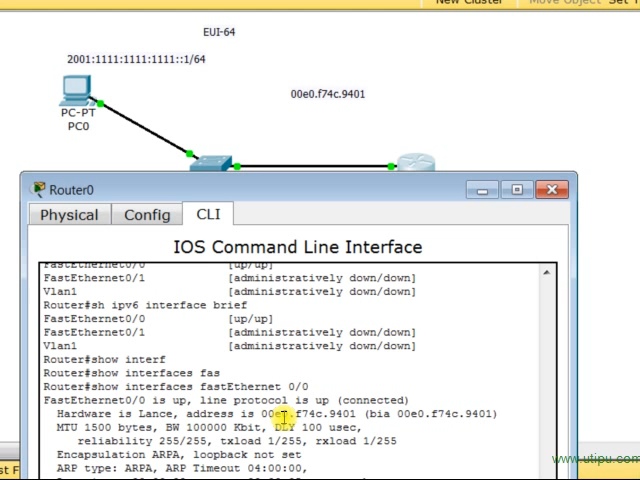 New Cluster
Move Object
Set T
EUI-64
2001:1111:1111:1111::1/64
00e0.f74c.9401
PC-PT
PC0
Router0
Physical
Config
CLI
IOS Command Line Interface
FastEthernet0/0 [up/up]
FastEthernet0/1 [administratively down/down]
Vlan1 [administratively down/down]
Router#sh ipv6 interface brief
FastEthernet0/0 [up/up]
FastEthernet0/1 [administratively down/down]
Vlan1 [administratively down/down]
Router#show interf
Router#show interfaces fas
Router#show interfaces fastEthernet 0/0
FastEthernet0/0 is up, line protocol is up (connected)
Hardware is Lance, address is 00e0.f74c.9401 (bia 00e0.f74c.9401)
MTU 1500 bytes, BW 100000 Kbit, DLY 100 usec,
reliability 255/255, txload 1/255, rxload 1/255
Encapsulation ARPA, loopback not set
ARP type: ARPA, ARP Timeout 04:00:00,
www.utipu.com
st F